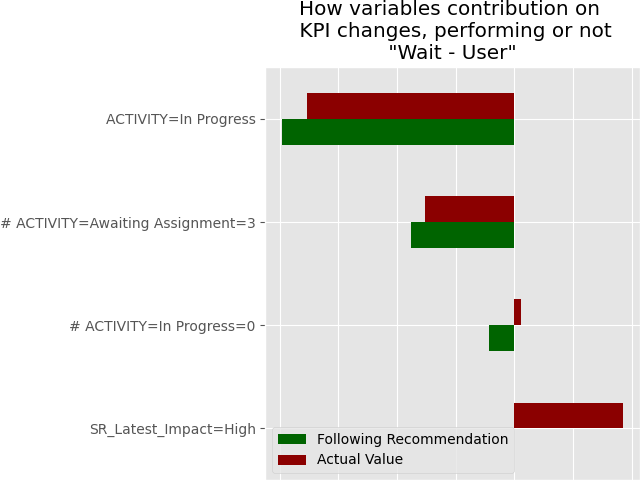 How variables contribution on
KPI changes, performing or not
"Wait - User"
ACTIVITY=In Progress
# ACTIVITY=Awaiting Assignment=3
# ACTIVITY=In Progress=0
SR_Latest_Impact=High
Following Recommendation
Actual Value